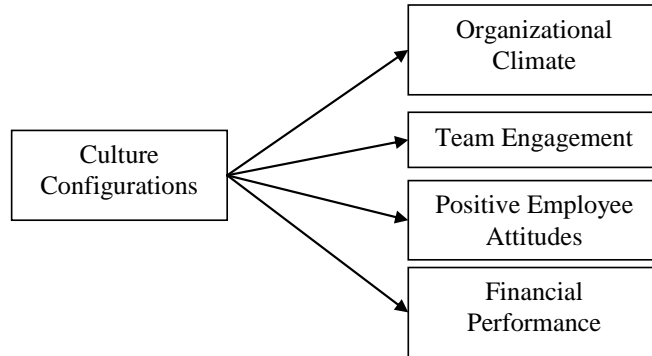 Culture
Configurations
Organizational
Climate
Team Engagement
Positive Employee
Attitudes
Financial
Performance